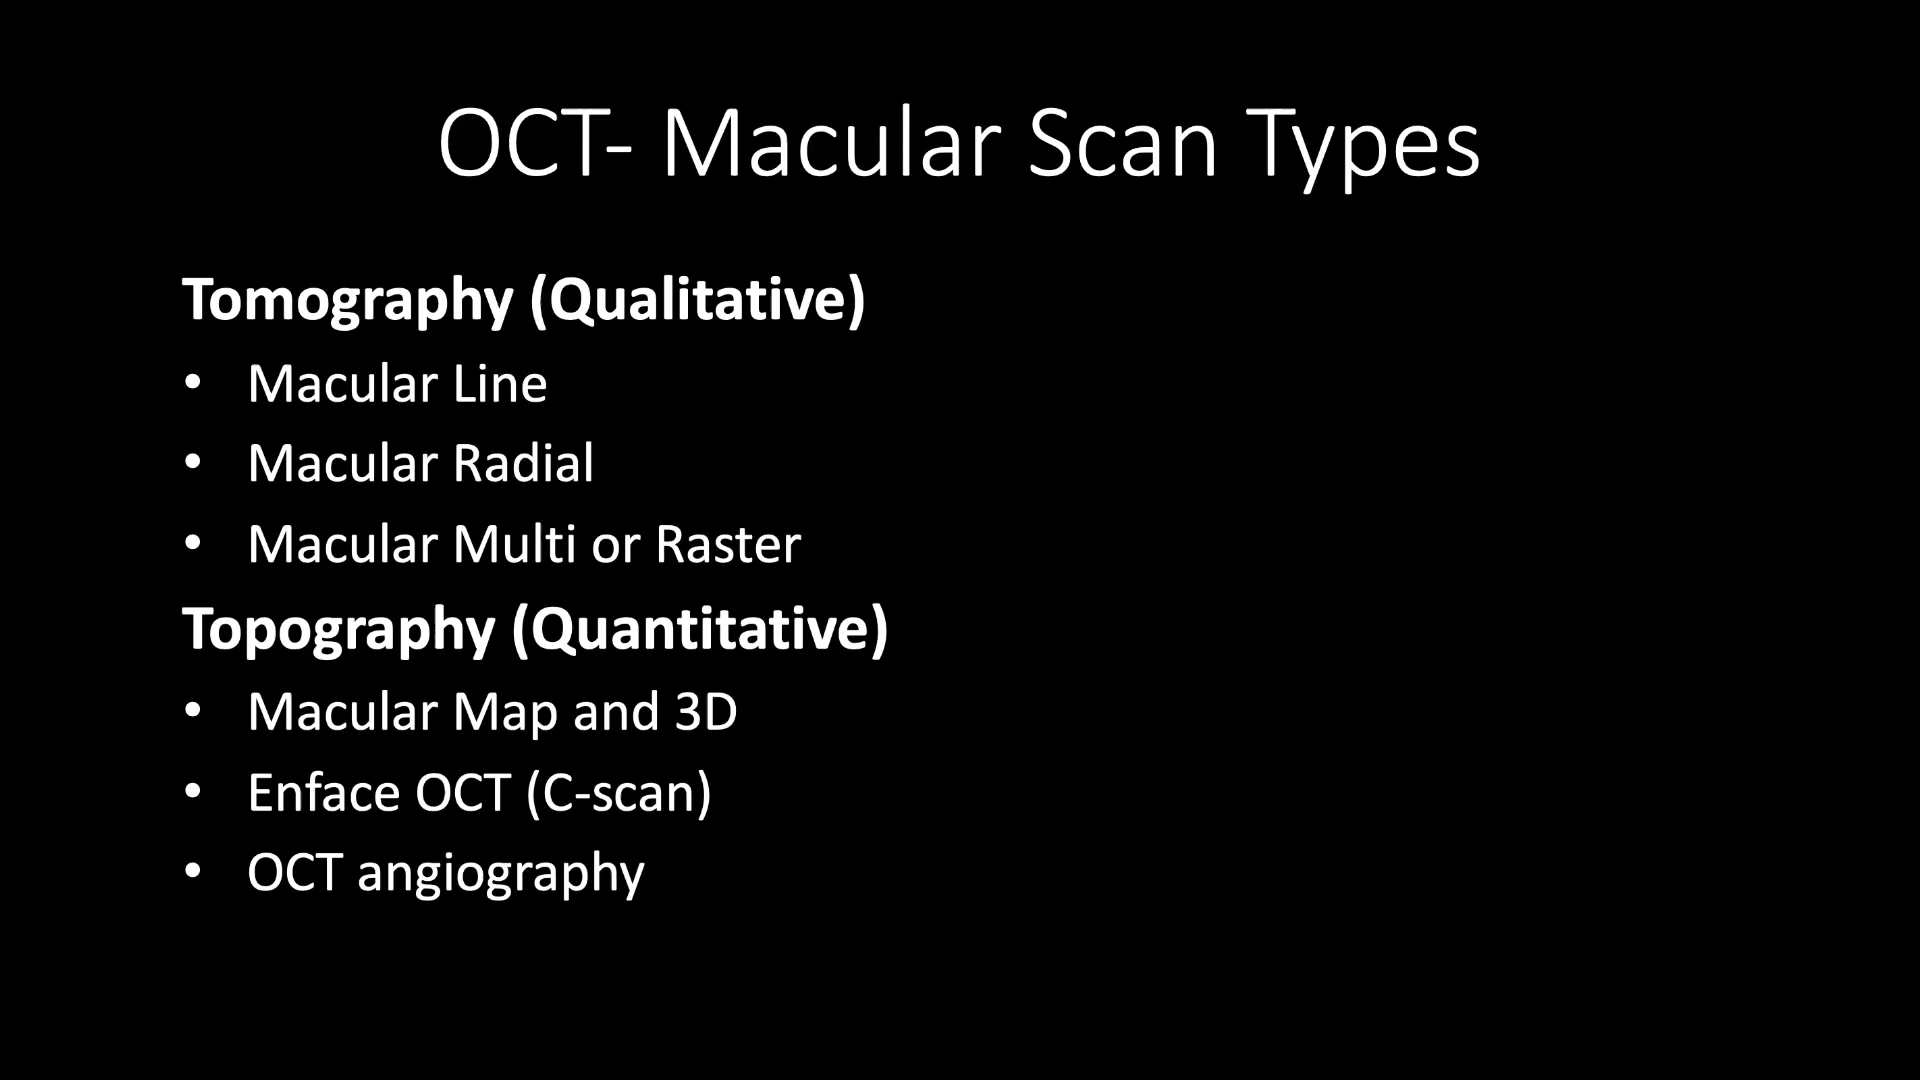 OCT- Macular Scan Types
Tomography (Qualitative)
• Macular Line
• Macular Radial
• Macular Multi or Raster
Topography (Quantitative)
• Macular Map and 3D
• Enface OCT (C-scan)
• OCT angiography